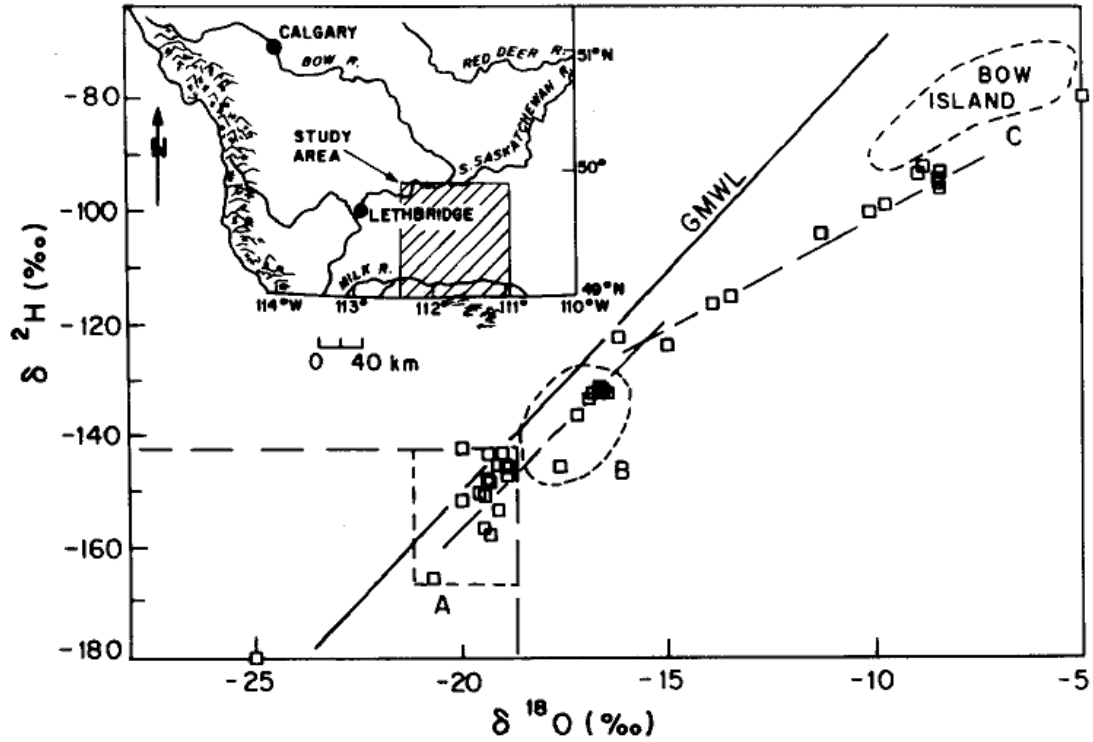 CALGARY
BOW R.
RED DEER R.
51°N
S. SASKATCHEWAN R.
STUDY
AREA
50°
N
LETHBRIDGE
MILK R.
49°N
114°W
113°
112°
111°
110°W
0 40 km
BOW
ISLAND
C
GMWL
B
A
-80
-100
-120
-140
-160
-180
δ ²H (‰)
-25
-20
-15
-10
-5
δ ¹⁸O (‰)